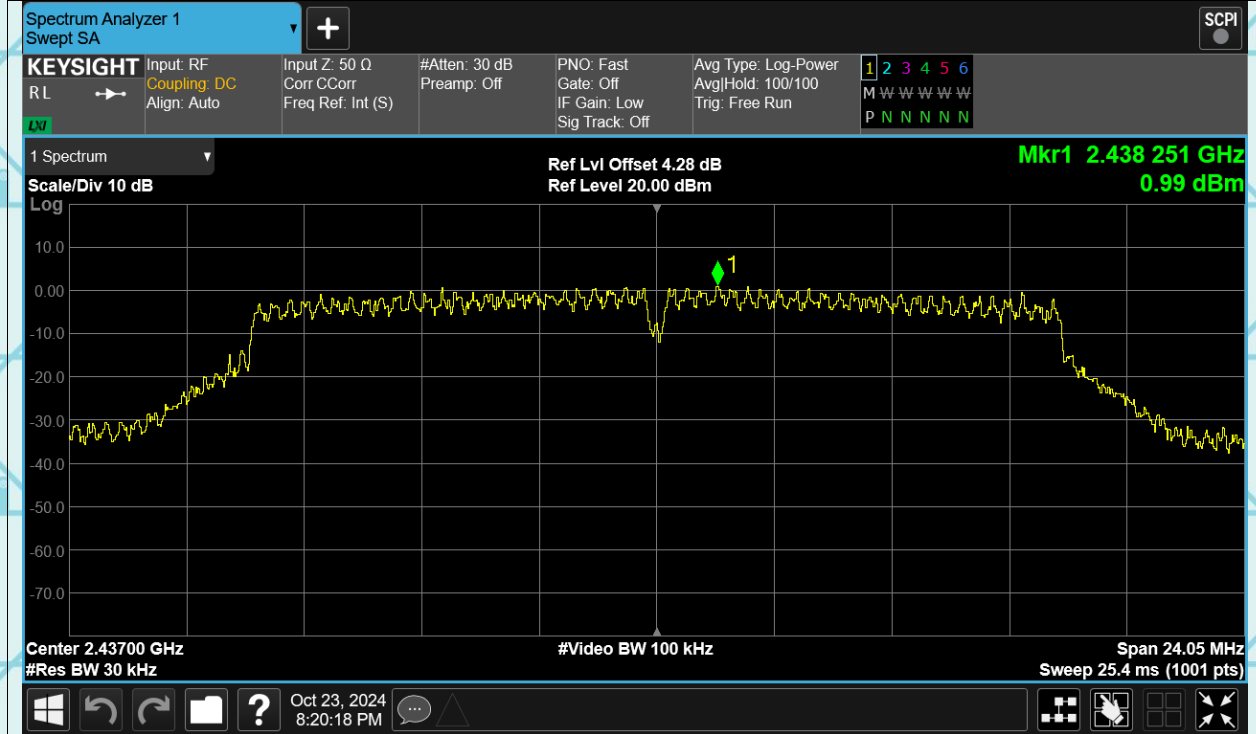 Spectrum Analyzer 1
Swept SA
SCPI
KEYSIGHT
R L
LXI
Input: RF
Coupling: DC
Align: Auto
Input Z: 50 Ω
Corr CCorr
Freq Ref: Int (S)
#Atten: 30 dB
Preamp: Off
PNO: Fast
Gate: Off
IF Gain: Low
Sig Track: Off
Avg Type: Log-Power
Avg|Hold: 100/100
Trig: Free Run
1 2 3 4 5 6
M W W W W W
P N N N N N
1 Spectrum
Scale/Div 10 dB
Log
Ref Lvl Offset 4.28 dB
Ref Level 20.00 dBm
Mkr1 2.438 251 GHz
0.99 dBm
10.0
0.00
-10.0
-20.0
-30.0
-40.0
-50.0
-60.0
-70.0
1
Center 2.43700 GHz
#Res BW 30 kHz
#Video BW 100 kHz
Span 24.05 MHz
Sweep 25.4 ms (1001 pts)
?
Oct 23, 2024
8:20:18 PM